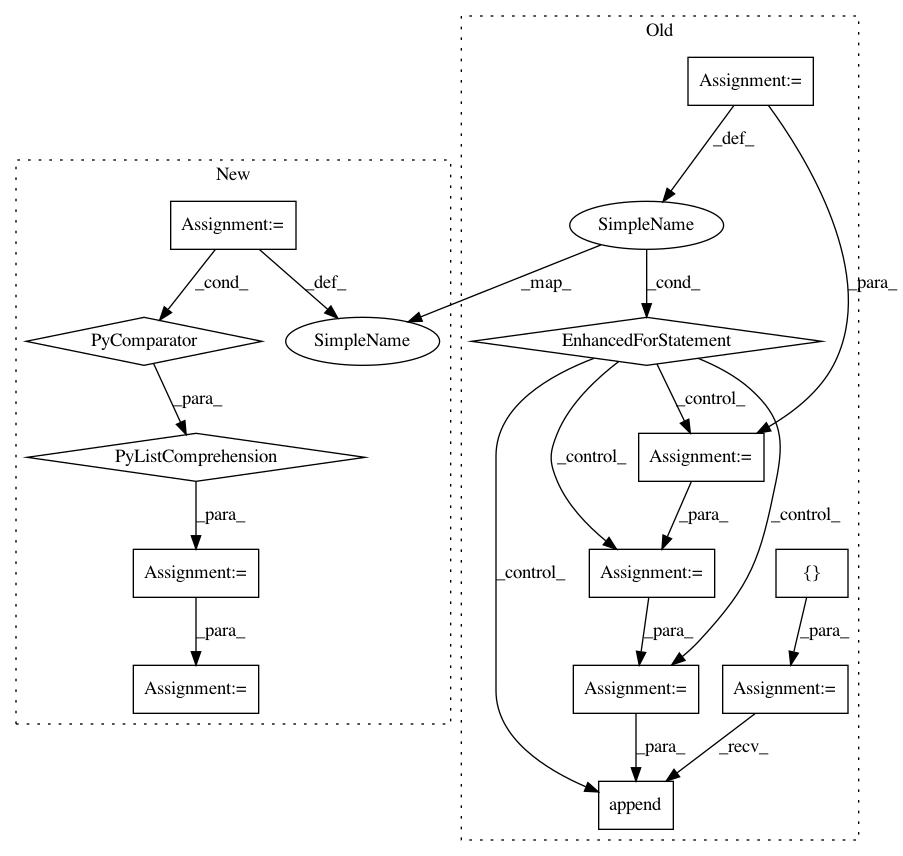 Old
Assignment:=
_def_
New
Assignment:=
SimpleName
_cond_
_def_
_map_
_cond_
_para_
PyComparator
SimpleName
EnhancedForStatement
_para_
_control_
PyListComprehension
_control_
Assignment:=
_para_
_para_
_control_
Assignment:=
_control_
Assignment:=
{}
_para_
_para_
_para_
Assignment:=
Assignment:=
Assignment:=
_para_
_recv_
append